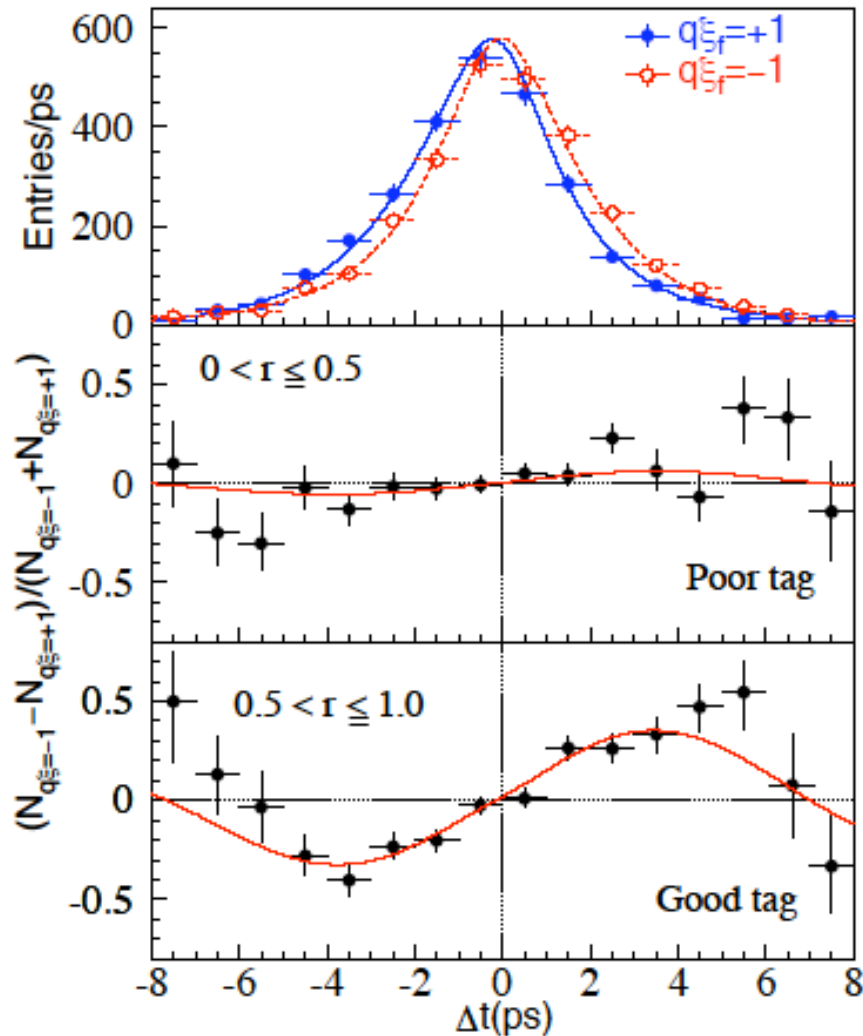 600
400
200
0
Entries/ps
qξf=+1
qξf=−1
0.5
0
-0.5
0 < r ≦ 0.5
Poor tag
(Nqξ=−1−Nqξ=+1)/(Nqξ=−1+Nqξ=+1)
0.5
0
-0.5
0.5 < r ≦ 1.0
Good tag
-8 -6 -4 -2 0 2 4 6 8
Δt(ps)